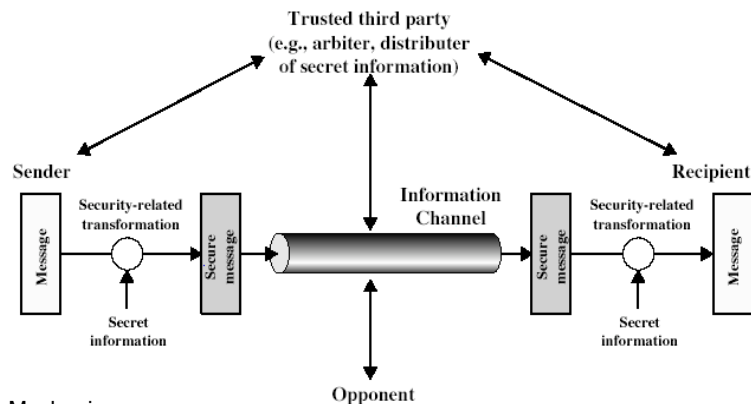 Trusted third party
(e.g., arbiter, distributer
of secret information)
Sender
Recipient
Security-related
transformation
Information
Channel
Security-related
transformation
Message
Secure
message
Secure
message
Message
Secret
information
Secret
information
Opponent